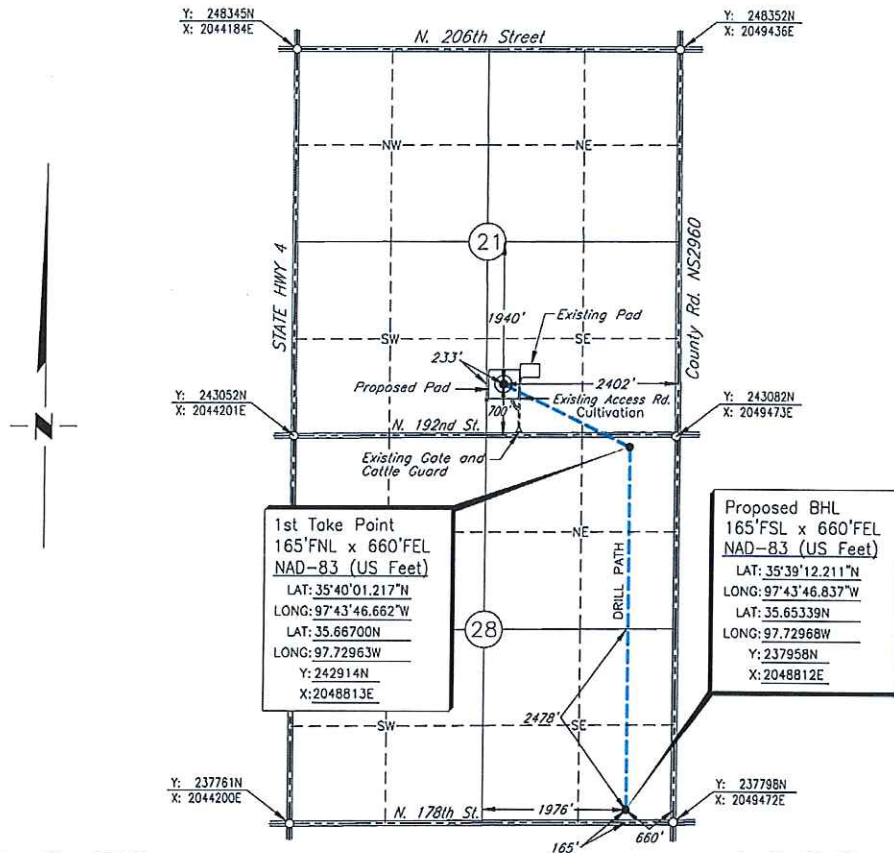 Y: 248345N
X: 2044184E
Y: 248352N
X: 2049436E
N. 206th Street
NW
NE
STATE HWY 4
County Rd. NS2960
21
1940'
Existing Pad
SW
SE
233'
Proposed Pad
2402'
700'
Existing Access Rd.
Cultivation
Y: 243052N
X: 2044201E
Y: 243082N
X: 2049473E
N. 192nd St.
Existing Gate and
Cattle Guard
N
1st Take Point
165'FNL x 660'FEL
NAD-83 (US Feet)
LAT: 35°40'01.217"N
LONG: 97°43'46.662"W
LAT: 35.66700N
LONG: 97.72963W
Y: 242914N
X: 2048813E
NE
DRILL PATH
28
Proposed BHL
165'FSL x 660'FEL
NAD-83 (US Feet)
LAT: 35°39'12.211"N
LONG: 97°43'46.837"W
LAT: 35.65339N
LONG: 97.72968W
Y: 237958N
X: 2048812E
SW
2478'
SE
Y: 237761N
X: 2044200E
N. 178th St.
1976'
165'
660'
Y: 237798N
X: 2049472E